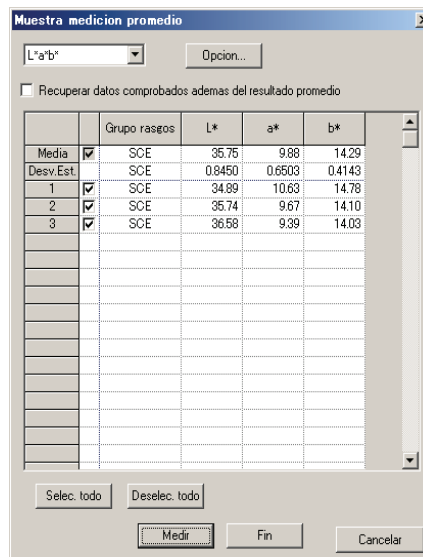 Muestra medicion promedio
L*a*b*
Opcion...
Recuperar datos comprobados ademas del resultado promedio
Grupo rasgos L* a* b*
Media SCE 35.75 9.88 14.29
Desv.Est. SCE 0.8450 0.6503 0.4143
1 SCE 34.89 10.63 14.78
2 SCE 35.74 9.67 14.10
3 SCE 36.58 9.39 14.03
Selec. todo Deselec. todo
Medir Fin Cancelar